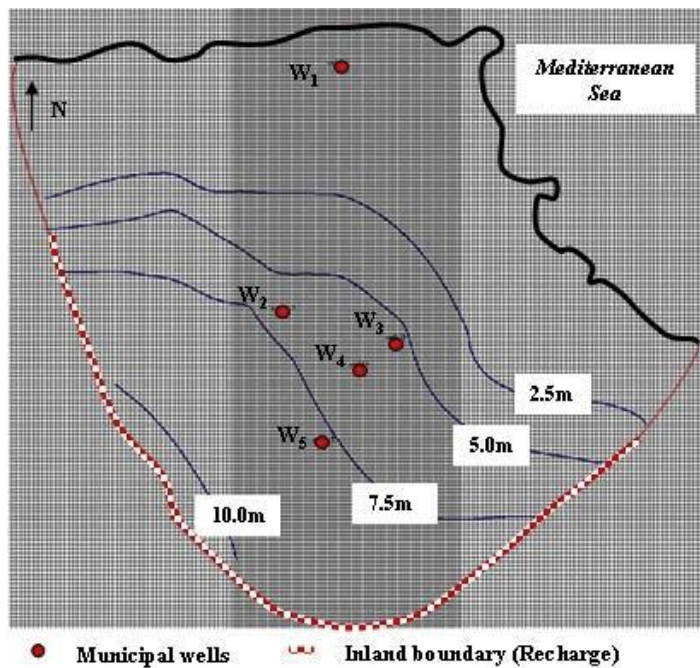 W1
Mediterranean
Sea
N
W2
W3
W4
2.5m
W5
5.0m
10.0m
7.5m
Municipal wells
Inland boundary (Recharge)